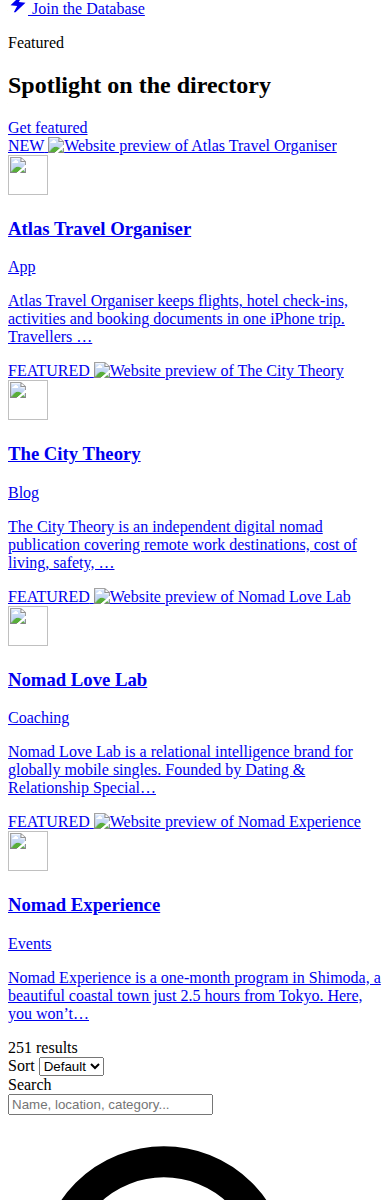 Join the Database
Featured
Spotlight on the directory
Get featured
NEW Website preview of Atlas Travel Organiser
Atlas Travel Organiser
App
Atlas Travel Organiser keeps flights, hotel check-ins,
activities and booking documents in one iPhone trip.
Travellers …
FEATURED Website preview of The City Theory
The City Theory
Blog
The City Theory is an independent digital nomad
publication covering remote work destinations, cost of
living, safety, …
FEATURED Website preview of Nomad Love Lab
Nomad Love Lab
Coaching
Nomad Love Lab is a relational intelligence brand for
globally mobile singles. Founded by Dating &
Relationship Special…
FEATURED Website preview of Nomad Experience
Nomad Experience
Events
Nomad Experience is a one-month program in Shimoda, a
beautiful coastal town just 2.5 hours from Tokyo. Here,
you won’t…
251 results
Sort Default
Search
Name, location, category...